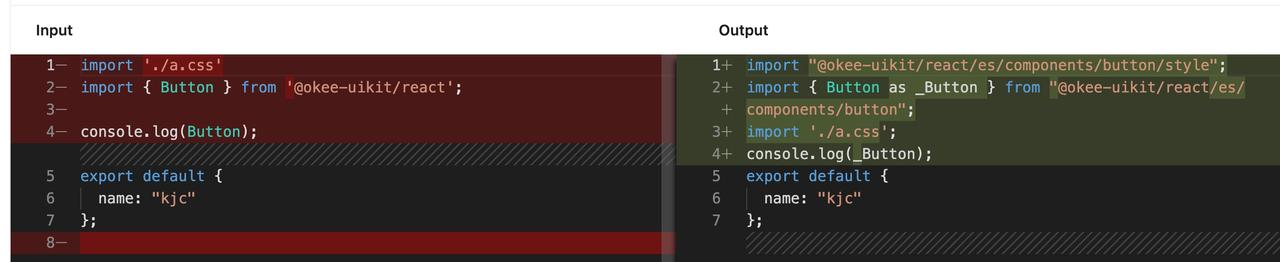 Input
1— import './a.css'
2— import { Button } from '@okee-uikit/react';
3—
4— console.log(Button);
5 export default {
6 name: "kjc"
7 };
8—
Output
1+ import "@okee-uikit/react/es/components/button/style";
2+ import { Button as _Button } from "@okee-uikit/react/es/
+ components/button";
3+ import './a.css';
4+ console.log(_Button);
5 export default {
6 name: "kjc"
7 };